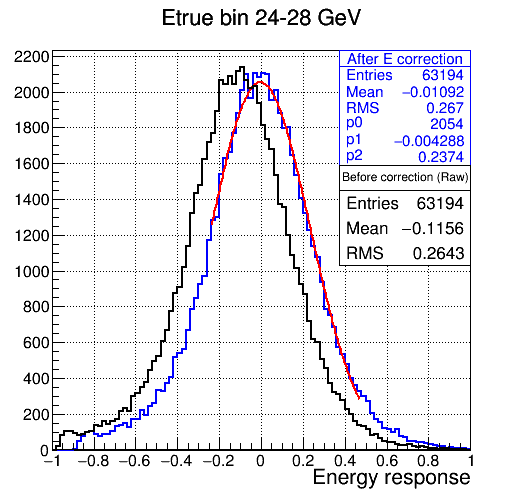 Etrue bin 24-28 GeV
2200
2000
1800
1600
1400
1200
1000
800
600
400
200
0
After E correction
Entries 63194
Mean −0.01092
RMS 0.267
p0 2054
p1 −0.004288
p2 0.2374
Before correction (Raw)
Entries 63194
Mean −0.1156
RMS 0.2643
−1 −0.8 −0.6 −0.4 −0.2 0 0.2 0.4 0.6 0.8 1
Energy response